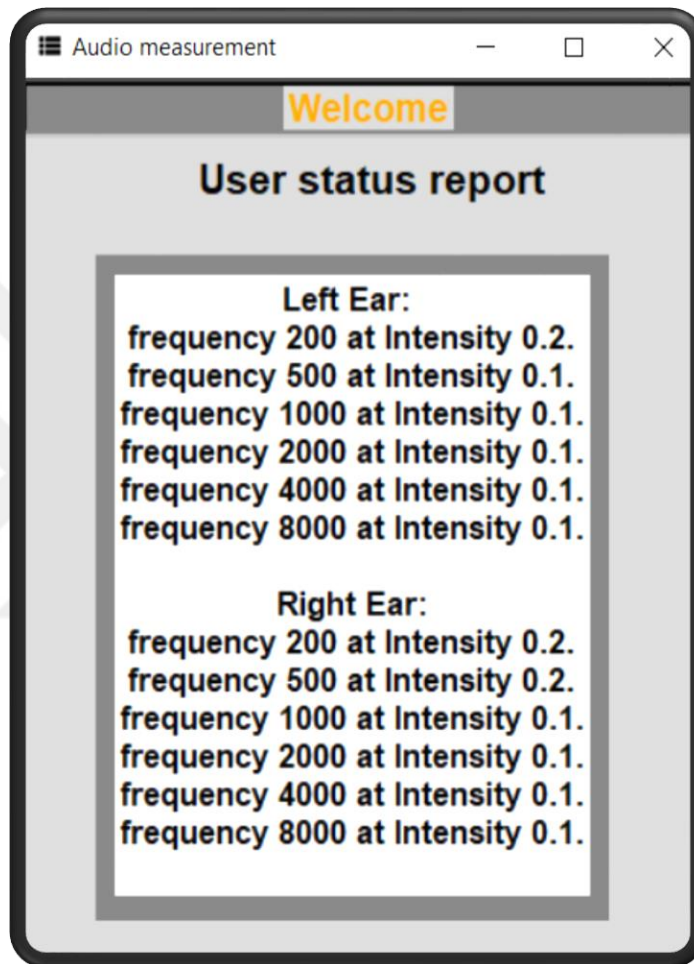 Audio measurement
Welcome
User status report
Left Ear:
frequency 200 at Intensity 0.2.
frequency 500 at Intensity 0.1.
frequency 1000 at Intensity 0.1.
frequency 2000 at Intensity 0.1.
frequency 4000 at Intensity 0.1.
frequency 8000 at Intensity 0.1.
Right Ear:
frequency 200 at Intensity 0.2.
frequency 500 at Intensity 0.2.
frequency 1000 at Intensity 0.1.
frequency 2000 at Intensity 0.1.
frequency 4000 at Intensity 0.1.
frequency 8000 at Intensity 0.1.